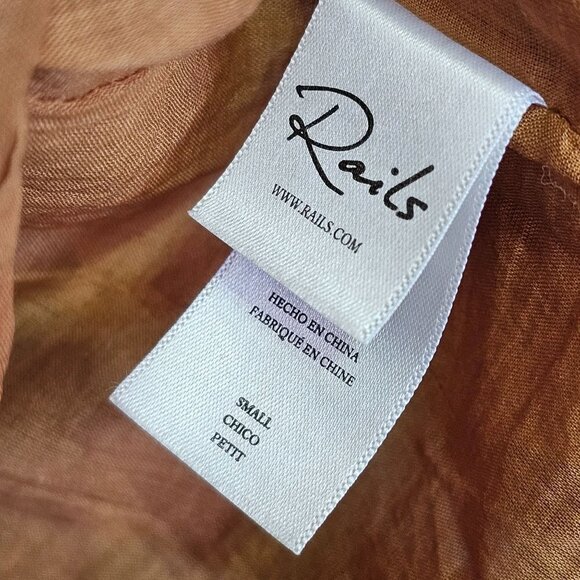 Rails
WWW.RAILS.COM
HECHO EN CHINA
FABRIQUÉ EN CHINE
SMALL
CHICO
PETIT